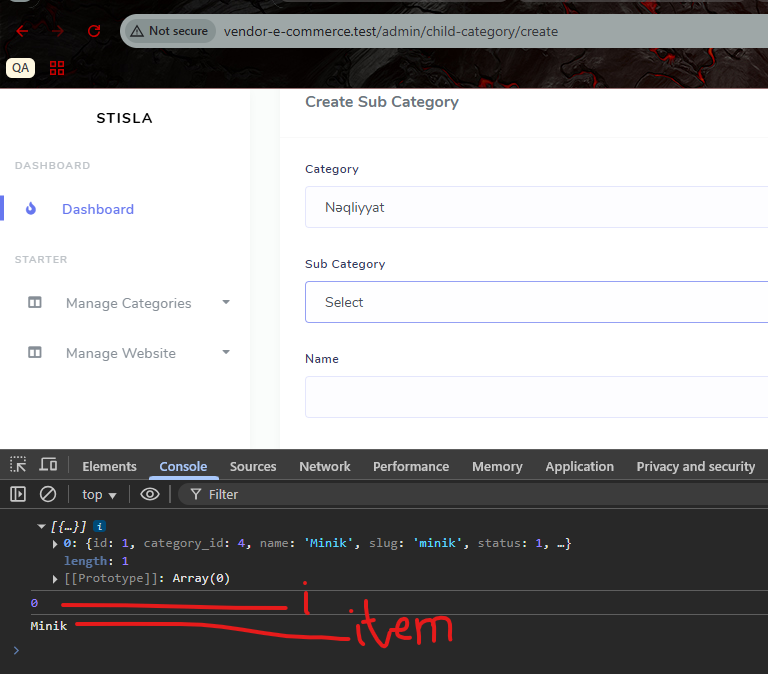 Not secure vendor-e-commerce.test/admin/child-category/create
QA
STISLA
DASHBOARD
Dashboard
STARTER
Manage Categories
Manage Website
Create Sub Category
Category
Nəqliyyat
Sub Category
Select
Name
Elements Console Sources Network Performance Memory Application Privacy and security
top ▼ Filter
▼ [{…}] i
▶ 0: {id: 1, category_id: 4, name: 'Minik', slug: 'minik', status: 1, …}
length: 1
▶ [[Prototype]]: Array(0)
0 i
Minik item
>